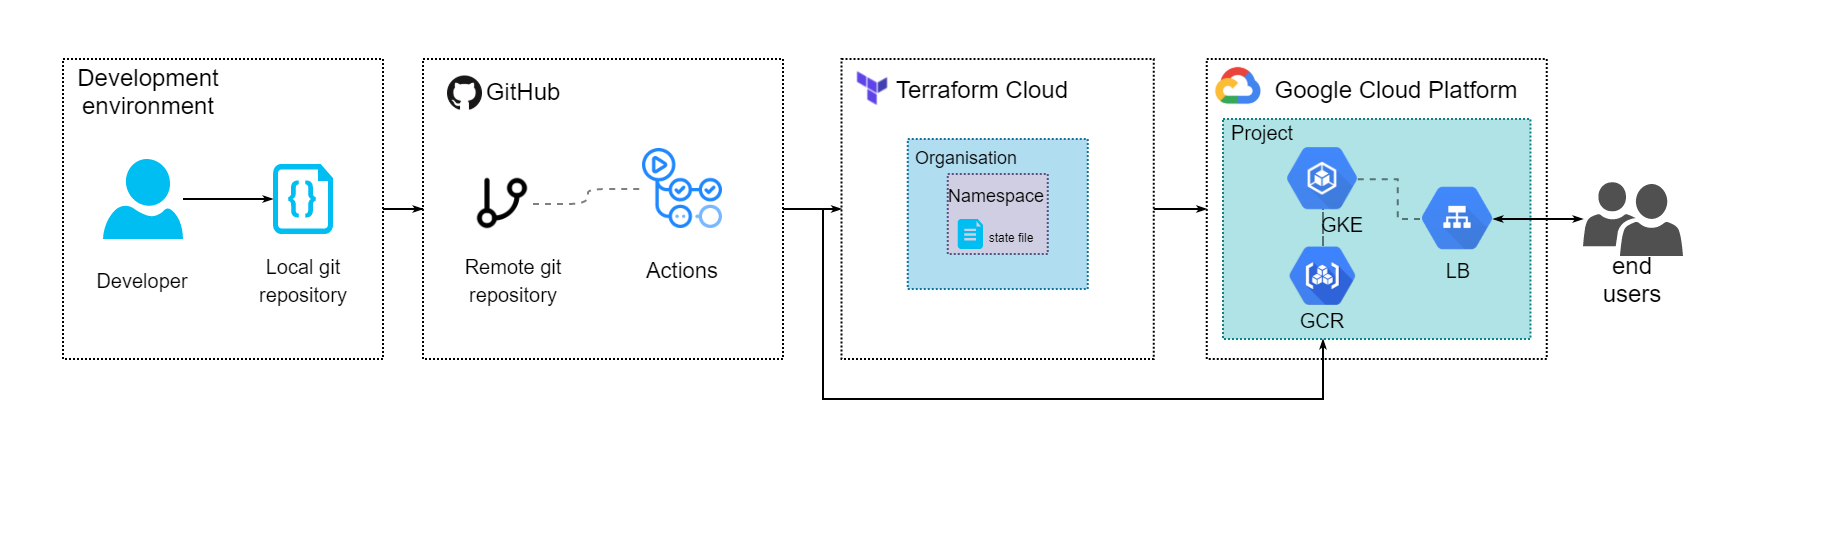 Development
environment
Developer
Local git
repository
GitHub
Remote git
repository
Actions
Terraform Cloud
Organisation
Namespace
state file
Google Cloud Platform
Project
GKE
GCR
LB
end
users